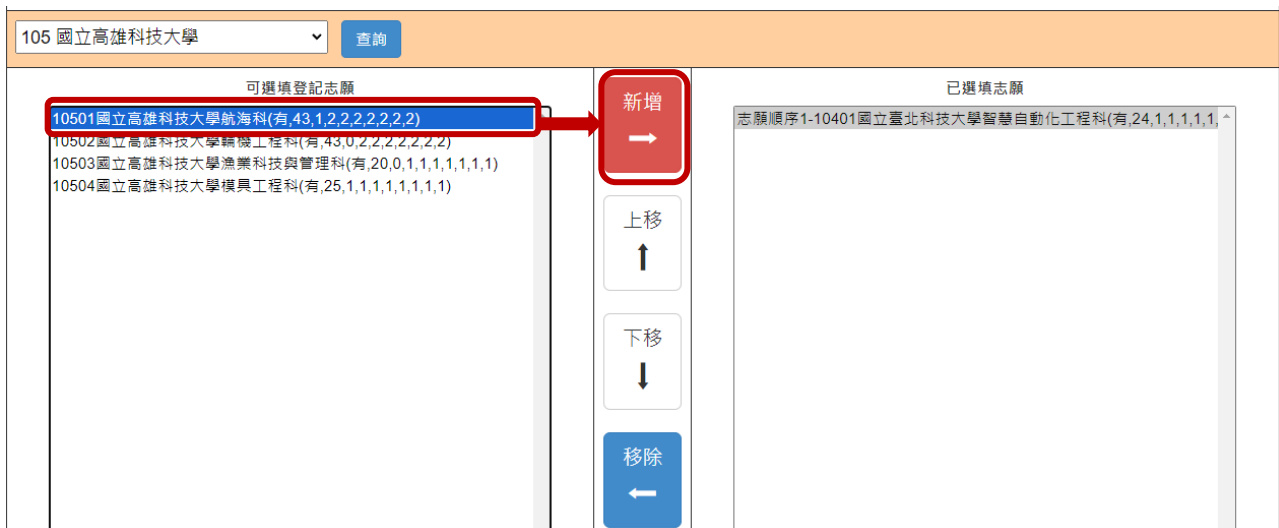 105 國立高雄科技大學
查詢
可選填登記志願
10501國立高雄科技大學航海科(有,43,1,2,2,2,2,2,2,2)
10502國立高雄科技大學輪機工程科(有,43,0,2,2,2,2,2,2,2)
10503國立高雄科技大學漁業科技與管理科(有,20,0,1,1,1,1,1,1,1)
10504國立高雄科技大學模具工程科(有,25,1,1,1,1,1,1,1,1)
新增
上移
下移
移除
已選填志願
志願順序1-10401國立臺北科技大學智慧自動化工程科(有,24,1,1,1,1,1,